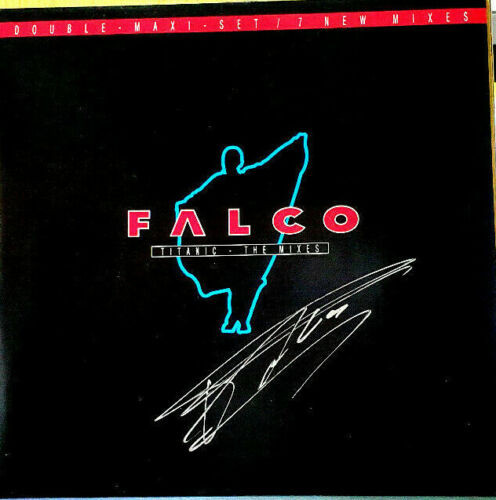 DOUBLE-MAXI-SET / 7 NEW MIXES
FALCO
TITANIC - THE MIXES